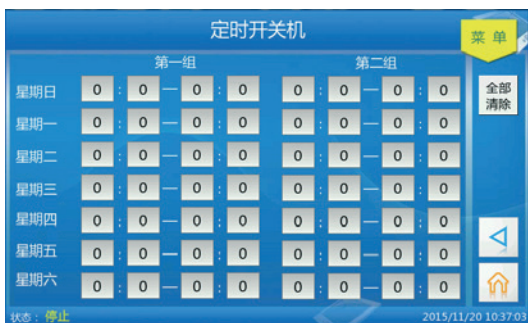 定时开关机
菜 单
第一组 第二组
星期日 0 : 0 — 0 : 0 0 : 0 — 0 : 0
全部
清除
星期一 0 : 0 — 0 : 0 0 : 0 — 0 : 0
星期二 0 : 0 — 0 : 0 0 : 0 — 0 : 0
星期三 0 : 0 — 0 : 0 0 : 0 — 0 : 0
星期四 0 : 0 — 0 : 0 0 : 0 — 0 : 0
星期五 0 : 0 — 0 : 0 0 : 0 — 0 : 0
星期六 0 : 0 — 0 : 0 0 : 0 — 0 : 0
状态： 停止 2015/11/20 10:37:03